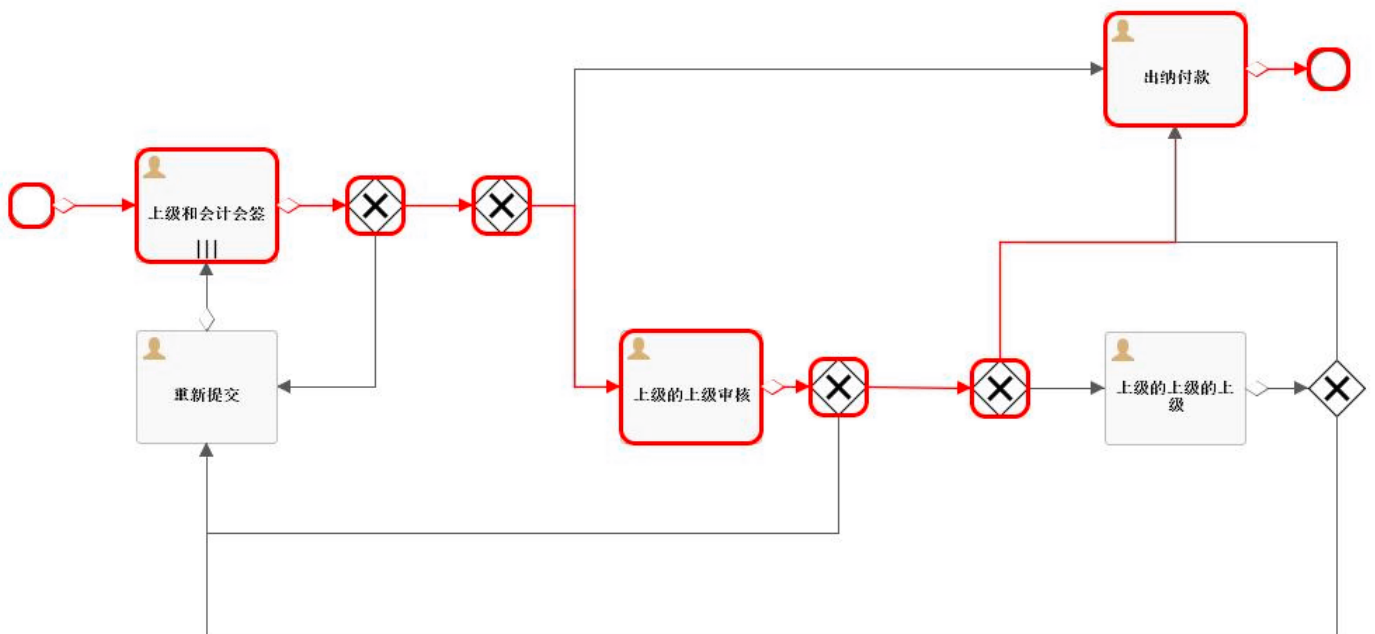 出纳付款
上级和会计会签
重新提交
上级的上级审核
上级的上级的上
级